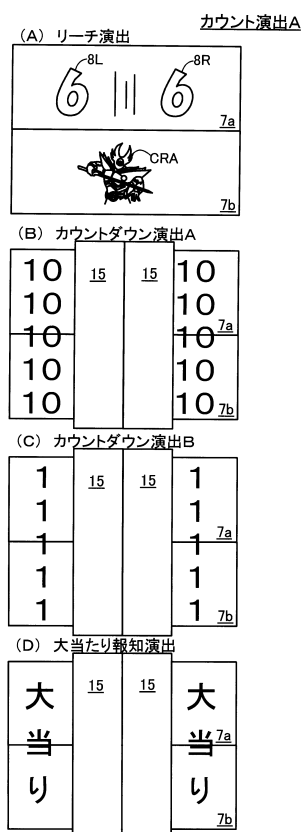 カウント演出A
(A) リーチ演出
8L 8R
6 6
7a
CRA
7b
(B) カウントダウン演出A
10 15 15 10
10 10
10 7a 10
10 10
10 10 7b
(C) カウントダウン演出B
1 15 15 1
1 1
1 7a 1
1 1
1 1 7b
(D) 大当たり報知演出
大 15 15 大
当 当 7a
り り
7b